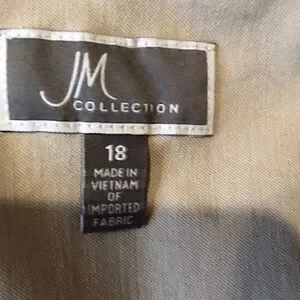 JM
COLLECTION
18
MADE IN
VIETNAM
OF
IMPORTED
FABRIC